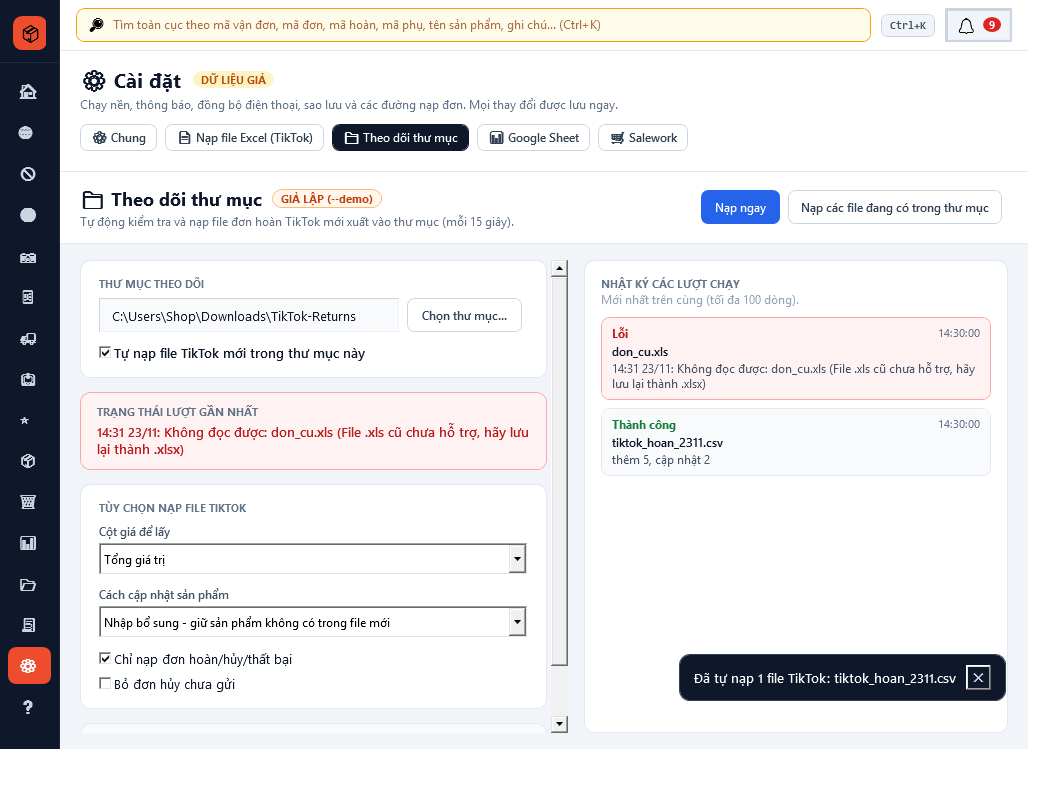 Tìm toàn cục theo mã vận đơn, mã đơn, mã hoàn, mã phụ, tên sản phẩm, ghi chú... (Ctrl+K)
Ctrl+K
9
Cài đặt
DỮ LIỆU GIẢ
Chạy nền, thông báo, đồng bộ điện thoại, sao lưu và các đường nạp đơn. Mọi thay đổi được lưu ngay.
Chung
Nạp file Excel (TikTok)
Theo dõi thư mục
Google Sheet
Salework
Theo dõi thư mục
GIẢ LẬP (--demo)
Tự động kiểm tra và nạp file đơn hoàn TikTok mới xuất vào thư mục (mỗi 15 giây).
Nạp ngay
Nạp các file đang có trong thư mục
THƯ MỤC THEO DÕI
C:\Users\Shop\Downloads\TikTok-Returns
Chọn thư mục...
Tự nạp file TikTok mới trong thư mục này
TRẠNG THÁI LƯỢT GẦN NHẤT
14:31 23/11: Không đọc được: don_cu.xls (File .xls cũ chưa hỗ trợ, hãy lưu
lại thành .xlsx)
TÙY CHỌN NẠP FILE TIKTOK
Cột giá để lấy
Tổng giá trị
Cách cập nhật sản phẩm
Nhập bổ sung - giữ sản phẩm không có trong file mới
Chỉ nạp đơn hoàn/hủy/thất bại
Bỏ đơn hủy chưa gửi
NHẬT KÝ CÁC LƯỢT CHẠY
Mới nhất trên cùng (tối đa 100 dòng).
Lỗi
14:30:00
don_cu.xls
14:31 23/11: Không đọc được: don_cu.xls (File .xls cũ chưa hỗ trợ, hãy
lưu lại thành .xlsx)
Thành công
14:30:00
tiktok_hoan_2311.csv
thêm 5, cập nhật 2
Đã tự nạp 1 file TikTok: tiktok_hoan_2311.csv